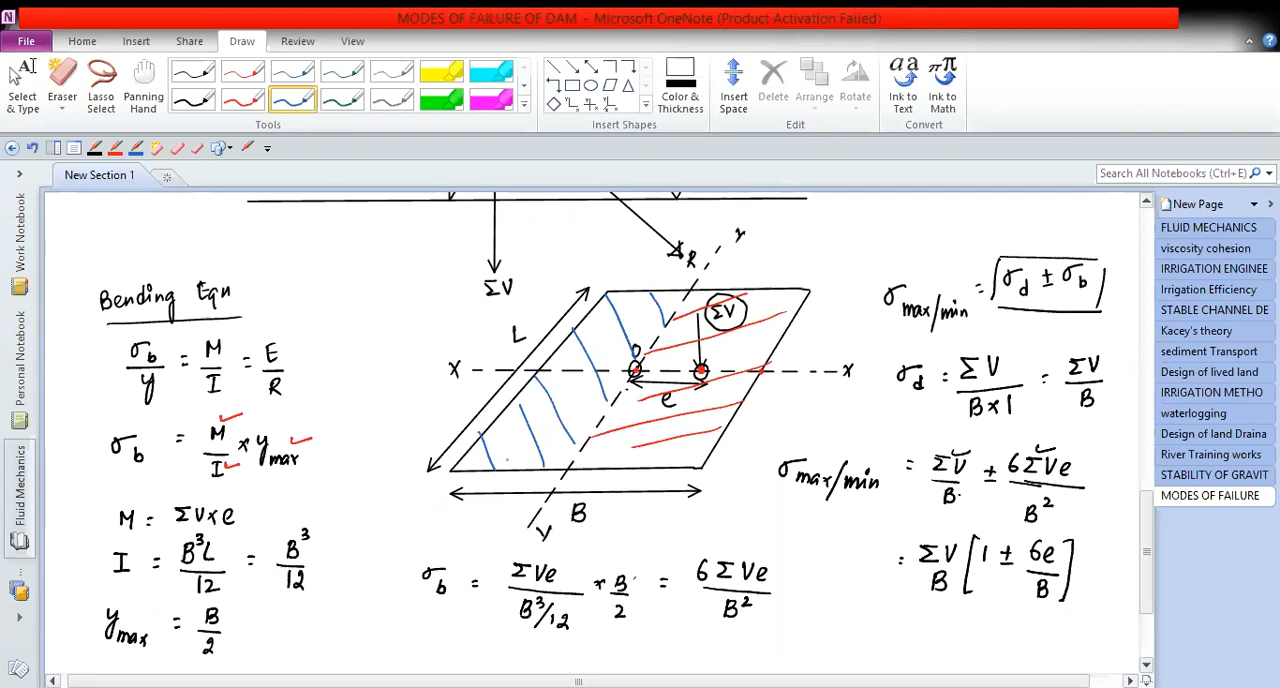 MODES OF FAILURE OF DAM - Microsoft OneNote (Product Activation Failed)
File Home Insert Share Draw Review View
Select & Type
Eraser
Lasso Select
Panning Hand
Color & Thickness
Insert Space
Delete
Arrange
Rotate
Ink to Text
Ink to Math
Tools
Insert Shapes
Edit
Convert
New Section 1
Search All Notebooks (Ctrl+E)
Work Notebook
Personal Notebook
Fluid Mechanics
New Page
FLUID MECHANICS
viscosity cohesion
IRRIGATION ENGINEE
Irrigation Efficiency
STABLE CHANNEL DE
Kacey's theory
sediment Transport
Design of lived land
IRRIGATION METHO
waterlogging
Design of land Draina
River Training works
STABILITY OF GRAVIT
MODES OF FAILURE
ΣV
R
Bending Eqn
σb/y = M/I = E/R
σb = M/I × ymax
M = ΣV×e
I = B³L/12 = B³/12
ymax = B/2
L
Y
ΣV
O
X
X
e
B
Y
σb = ΣVe/(B³/12) × B/2 = 6ΣVe/B²
σmax/min = σd ± σb
σd = ΣV/(B×1) = ΣV/B
σmax/min = ΣV/B ± 6ΣVe/B²
= ΣV/B [1 ± 6e/B]